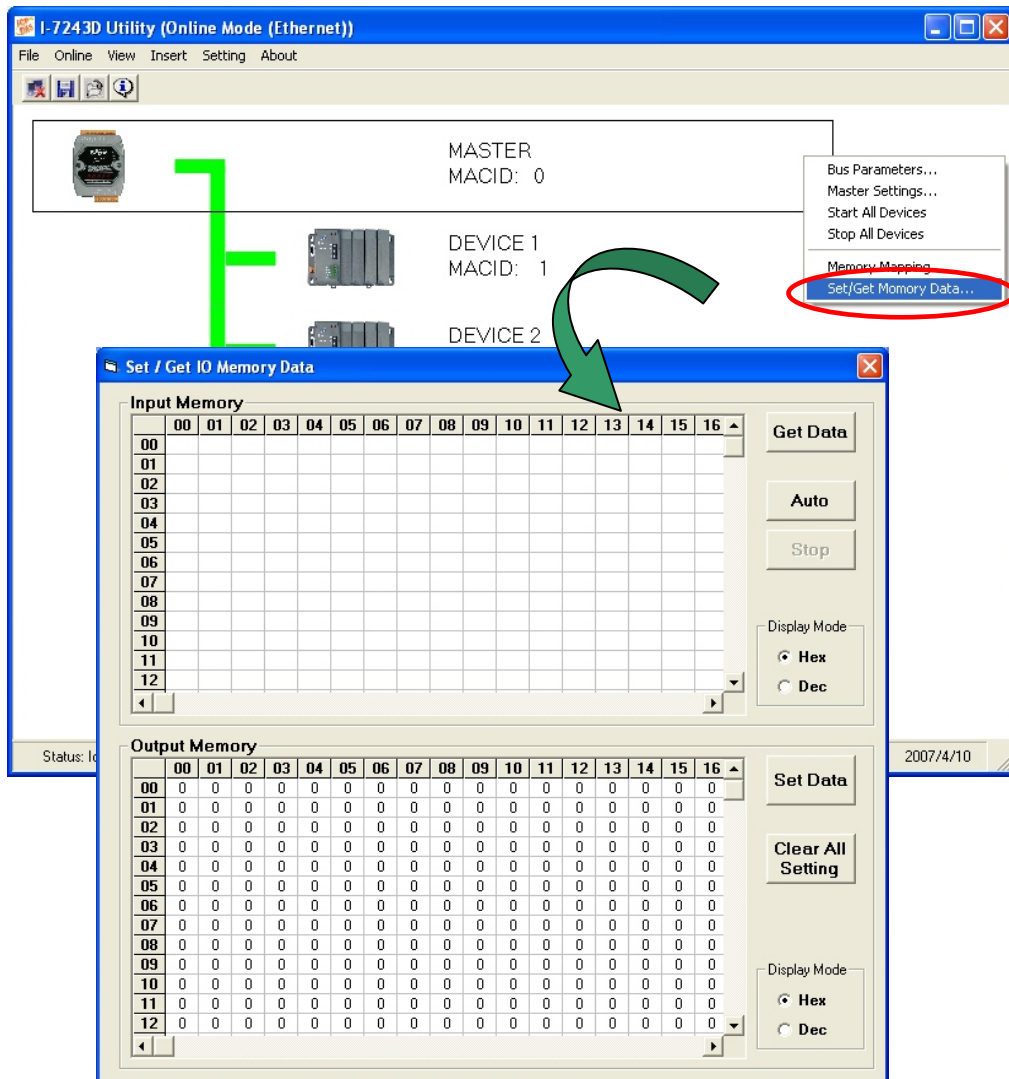 I-7243D Utility (Online Mode (Ethernet))
File Online View Insert Setting About
MASTER
MACID: 0
Bus Parameters...
Master Settings...
Start All Devices
Stop All Devices
Memory Mapping
Set/Get Momory Data...
DEVICE 1
MACID: 1
DEVICE 2
Set / Get IO Memory Data
Input Memory
00 01 02 03 04 05 06 07 08 09 10 11 12 13 14 15 16
00
01
02
03
04
05
06
07
08
09
10
11
12
Get Data
Auto
Stop
Display Mode
Hex
Dec
Status:
2007/4/10
Output Memory
00 01 02 03 04 05 06 07 08 09 10 11 12 13 14 15 16
00 0 0 0 0 0 0 0 0 0 0 0 0 0 0 0 0 0
01 0 0 0 0 0 0 0 0 0 0 0 0 0 0 0 0 0
02 0 0 0 0 0 0 0 0 0 0 0 0 0 0 0 0 0
03 0 0 0 0 0 0 0 0 0 0 0 0 0 0 0 0 0
04 0 0 0 0 0 0 0 0 0 0 0 0 0 0 0 0 0
05 0 0 0 0 0 0 0 0 0 0 0 0 0 0 0 0 0
06 0 0 0 0 0 0 0 0 0 0 0 0 0 0 0 0 0
07 0 0 0 0 0 0 0 0 0 0 0 0 0 0 0 0 0
08 0 0 0 0 0 0 0 0 0 0 0 0 0 0 0 0 0
09 0 0 0 0 0 0 0 0 0 0 0 0 0 0 0 0 0
10 0 0 0 0 0 0 0 0 0 0 0 0 0 0 0 0 0
11 0 0 0 0 0 0 0 0 0 0 0 0 0 0 0 0 0
12 0 0 0 0 0 0 0 0 0 0 0 0 0 0 0 0 0
Set Data
Clear All
Setting
Display Mode
Hex
Dec